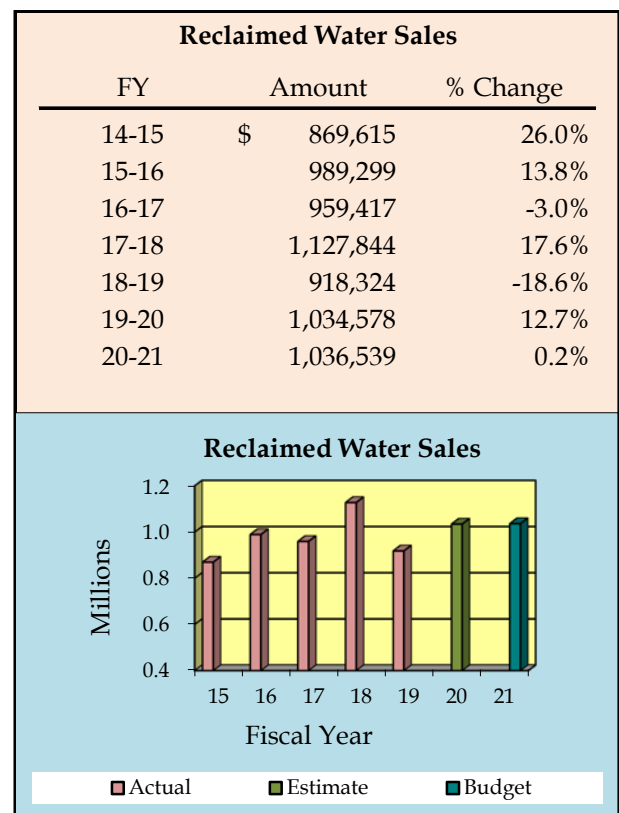 Reclaimed Water Sales
FY Amount % Change
14-15 $ 869,615 26.0%
15-16 989,299 13.8%
16-17 959,417 -3.0%
17-18 1,127,844 17.6%
18-19 918,324 -18.6%
19-20 1,034,578 12.7%
20-21 1,036,539 0.2%
Reclaimed Water Sales
Millions
1.2
1.0
0.8
0.6
0.4
15 16 17 18 19 20 21
Fiscal Year
Actual Estimate Budget